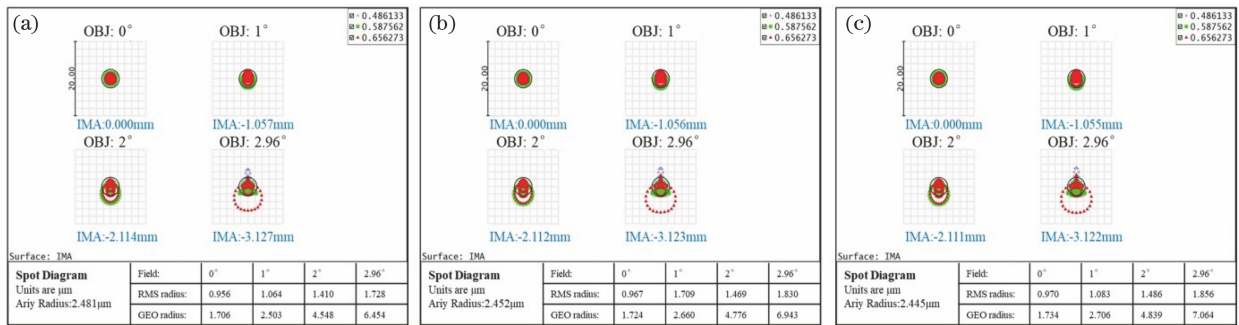 (a)
0.486133
0.587562
0.656273
OBJ: 0°
OBJ: 1°
20.00
IMA:0.000mm
IMA:-1.057mm
OBJ: 2°
OBJ: 2.96°
IMA:-2.114mm
IMA:-3.127mm
Surface: IMA
Spot Diagram
Units are μm
Ariy Radius:2.481μm
Field: 0° 1° 2° 2.96°
RMS radius: 0.956 1.064 1.410 1.728
GEO radius: 1.706 2.503 4.548 6.454
(b)
0.486133
0.587562
0.656273
OBJ: 0°
OBJ: 1°
20.00
IMA:0.000mm
IMA:-1.056mm
OBJ: 2°
OBJ: 2.96°
IMA:-2.112mm
IMA:-3.123mm
Surface: IMA
Spot Diagram
Units are μm
Ariy Radius:2.452μm
Field: 0° 1° 2° 2.96°
RMS radius: 0.967 1.709 1.469 1.830
GEO radius: 1.724 2.660 4.776 6.943
(c)
0.486133
0.587562
0.656273
OBJ: 0°
OBJ: 1°
20.00
IMA:0.000mm
IMA:-1.055mm
OBJ: 2°
OBJ: 2.96°
IMA:-2.111mm
IMA:-3.122mm
Surface: IMA
Spot Diagram
Units are μm
Ariy Radius:2.445μm
Field: 0° 1° 2° 2.96°
RMS radius: 0.970 1.083 1.486 1.856
GEO radius: 1.734 2.706 4.839 7.064